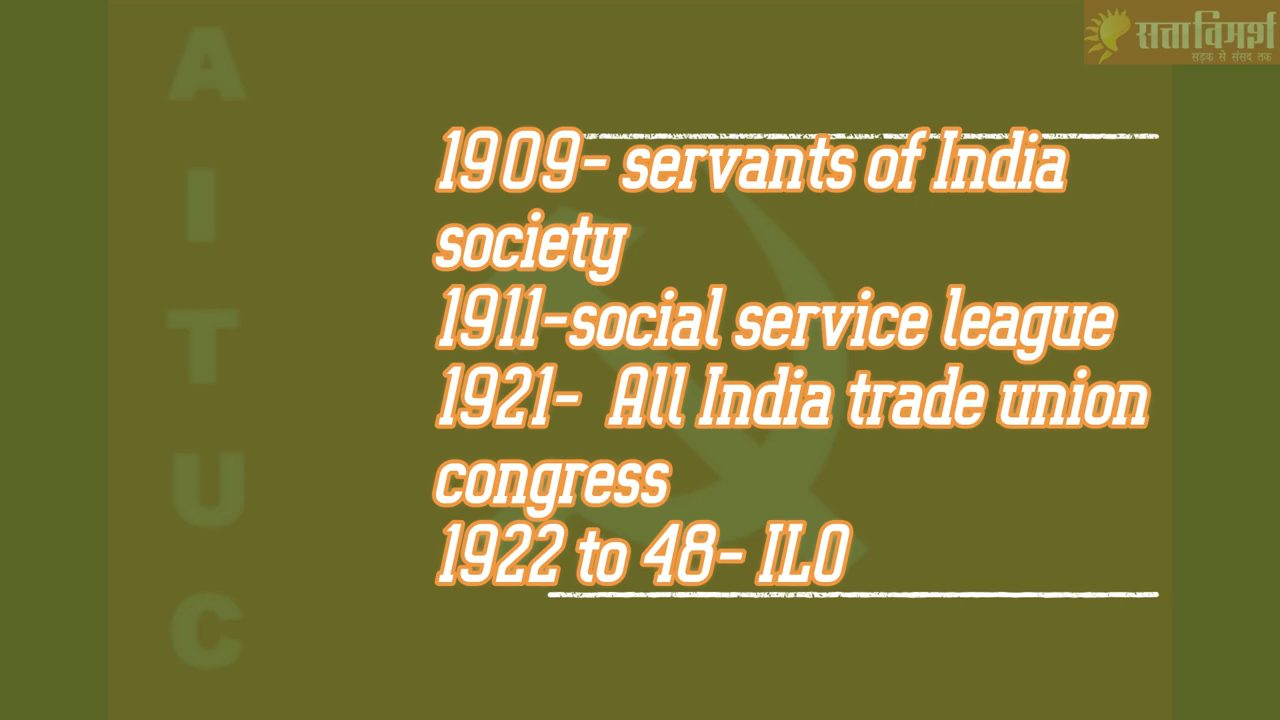 सत्ता विमर्श
सड़क से संसद तक
A
I
T
U
C
1909- servants of India
society
1911-social service league
1921- All India trade union
congress
1922 to 48- ILO